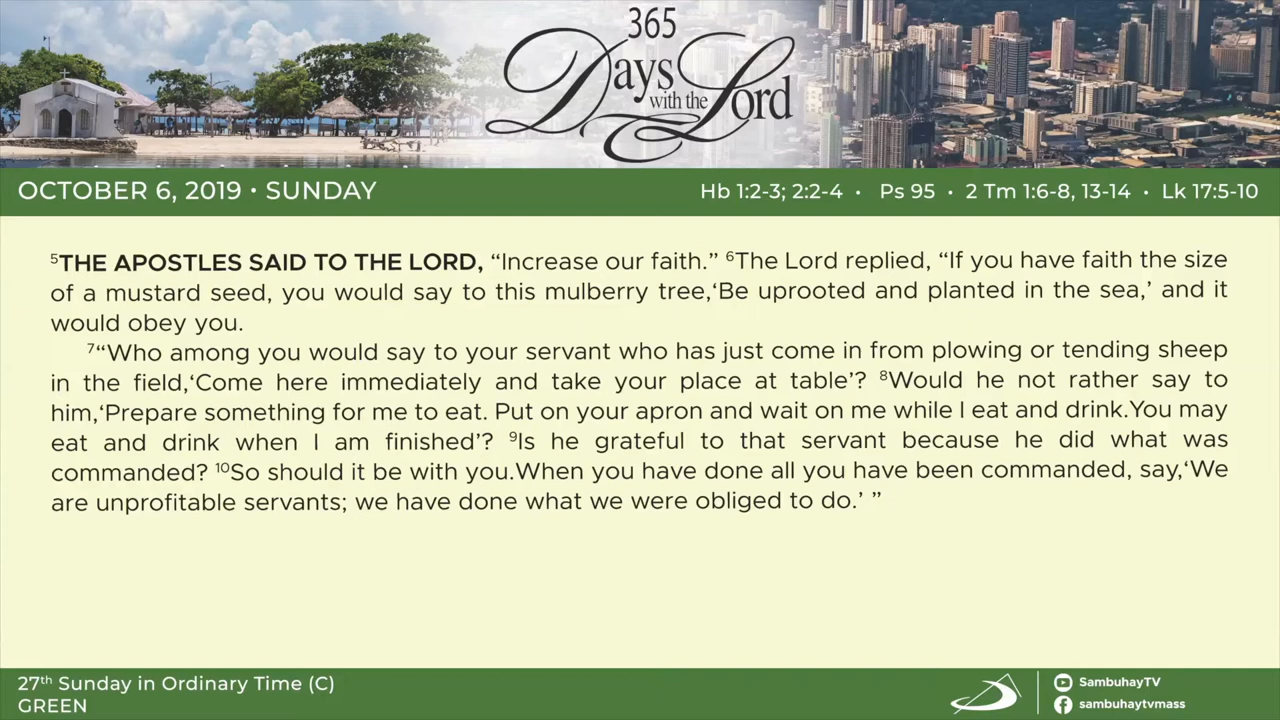 365
Days
with the
Lord
OCTOBER 6, 2019 • SUNDAY
Hb 1:2-3; 2:2-4 • Ps 95 • 2 Tm 1:6-8, 13-14 • Lk 17:5-10
⁵THE APOSTLES SAID TO THE LORD, “Increase our faith.” ⁶The Lord replied, “If you have faith the size
of a mustard seed, you would say to this mulberry tree,‘Be uprooted and planted in the sea,’ and it
would obey you.
⁷“Who among you would say to your servant who has just come in from plowing or tending sheep
in the field,‘Come here immediately and take your place at table’? ⁸Would he not rather say to
him,‘Prepare something for me to eat. Put on your apron and wait on me while I eat and drink.You may
eat and drink when I am finished’? ⁹Is he grateful to that servant because he did what was
commanded? ¹⁰So should it be with you.When you have done all you have been commanded, say,‘We
are unprofitable servants; we have done what we were obliged to do.’ ”
27ᵗʰ Sunday in Ordinary Time (C)
GREEN
SambuhayTV
sambuhaytvmass